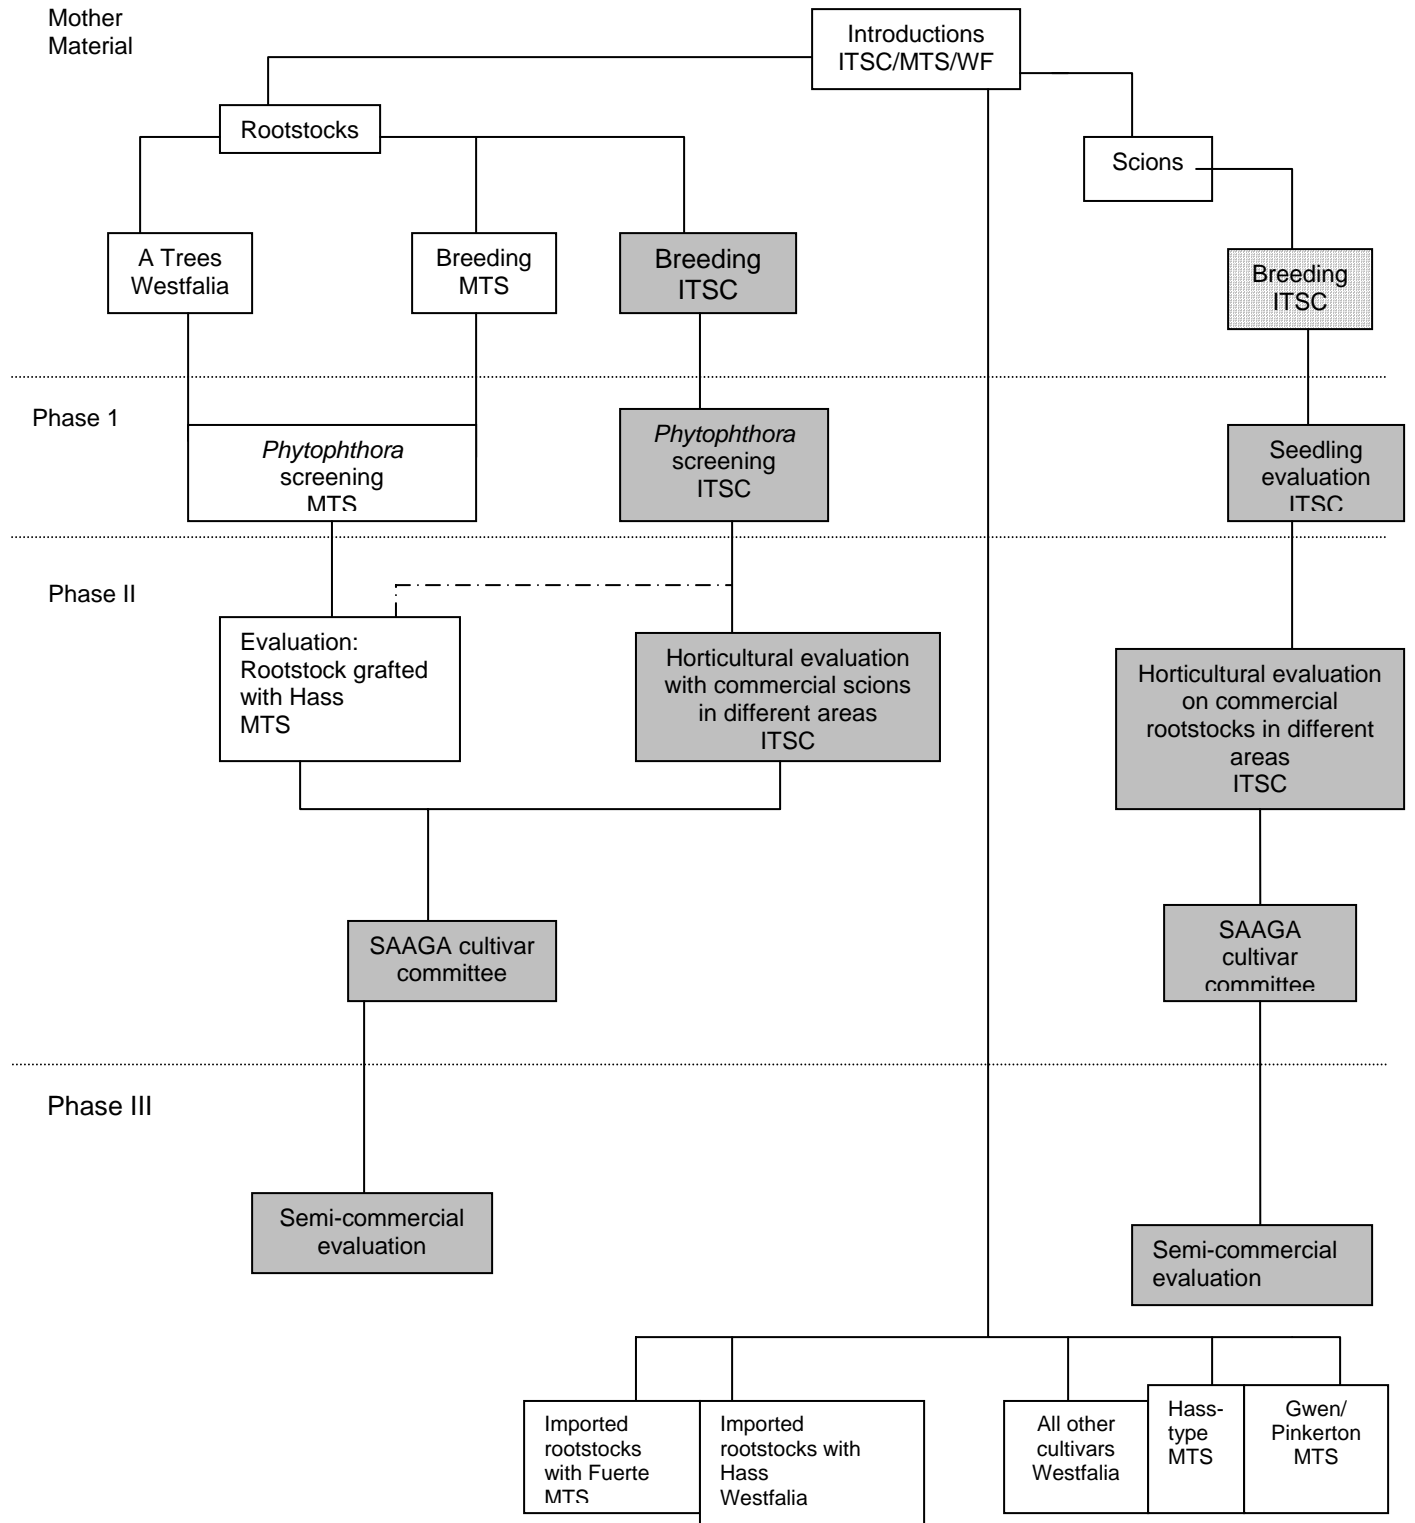 Mother
Material
Introductions
ITSC/MTS/WF
Rootstocks
Scions
A Trees
Westfalia
Breeding
MTS
Breeding
ITSC
Breeding
ITSC
Phase 1
Phytophthora
screening
MTS
Phytophthora
screening
ITSC
Seedling
evaluation
ITSC
Phase II
Evaluation:
Rootstock grafted
with Hass
MTS
Horticultural evaluation
with commercial scions
in different areas
ITSC
Horticultural evaluation
on commercial
rootstocks in different
areas
ITSC
SAAGA cultivar
committee
SAAGA
cultivar
committee
Phase III
Semi-commercial
evaluation
Semi-commercial
evaluation
Imported
rootstocks
with Fuerte
MTS
Imported
rootstocks with
Hass
Westfalia
All other
cultivars
Westfalia
Hass-
type
MTS
Gwen/
Pinkerton
MTS